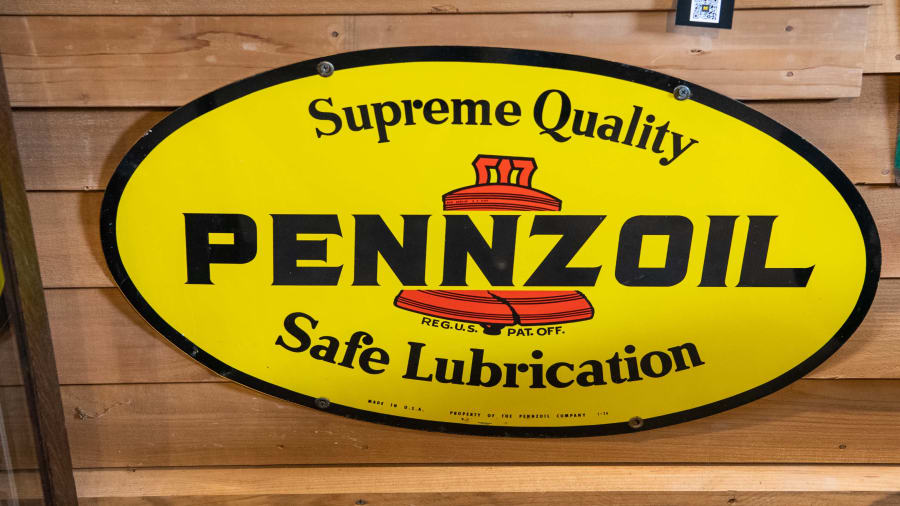 Supreme Quality
PENNZOIL
REG. U.S. PAT. OFF.
Safe Lubrication
MADE IN U.S.A. PROPERTY OF THE PENNZOIL COMPANY